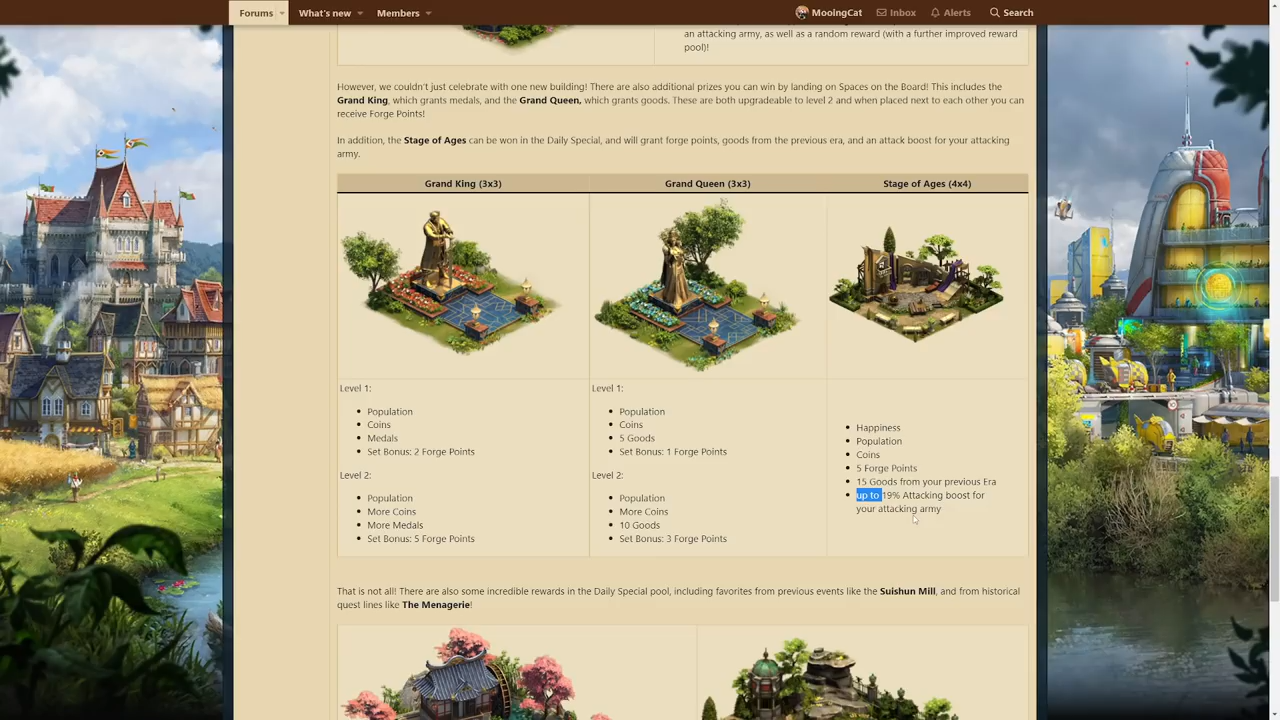 Forums What's new Members MooingCat Inbox Alerts Search
an attacking army, as well as a random reward (with a further improved reward
pool)!
However, we couldn't just celebrate with one new building! There are also additional prizes you can win by landing on Spaces on the Board! This includes the
Grand King, which grants medals, and the Grand Queen, which grants goods. These are both upgradeable to level 2 and when placed next to each other you can
receive Forge Points!
In addition, the Stage of Ages can be won in the Daily Special, and will grant forge points, goods from the previous era, and an attack boost for your attacking
army.
Grand King (3x3) Grand Queen (3x3) Stage of Ages (4x4)
Level 1:
Population
Coins
Medals
Set Bonus: 2 Forge Points
Level 2:
Population
More Coins
More Medals
Set Bonus: 5 Forge Points
Level 1:
Population
Coins
5 Goods
Set Bonus: 1 Forge Points
Level 2:
Population
More Coins
10 Goods
Set Bonus: 3 Forge Points
Happiness
Population
Coins
5 Forge Points
15 Goods from your previous Era
up to 19% Attacking boost for
your attacking army
That is not all! There are also some incredible rewards in the Daily Special pool, including favorites from previous events like the Suishun Mill, and from historical
quest lines like The Menagerie!